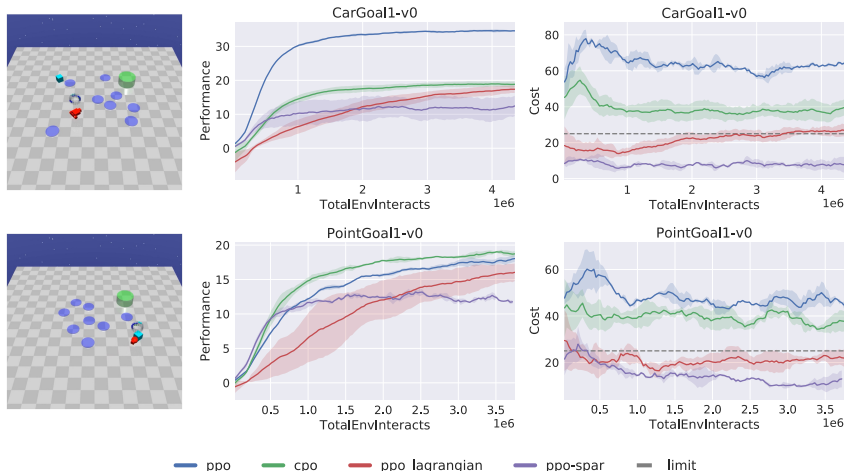 CarGoal1-v0
Performance
30
20
10
0
1
2
3
4
TotalEnvInteracts
1e6
CarGoal1-v0
Cost
80
60
40
20
0
1
2
3
4
TotalEnvInteracts
1e6
PointGoal1-v0
Performance
20
15
10
5
0
0.5
1.0
1.5
2.0
2.5
3.0
3.5
TotalEnvInteracts
1e6
PointGoal1-v0
Cost
60
40
20
0.5
1.0
1.5
2.0
2.5
3.0
3.5
TotalEnvInteracts
1e6
ppo cpo ppo_lagrangian ppo-spar limit